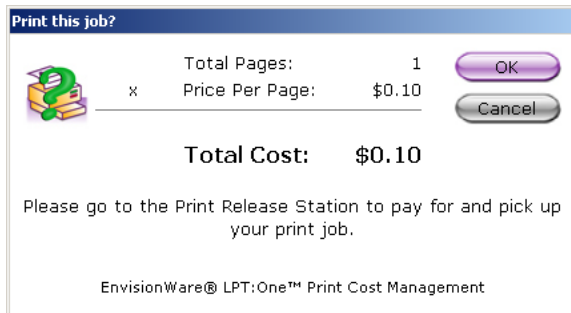 Print this job?
Total Pages: 1
x Price Per Page: $0.10
OK
Cancel
Total Cost: $0.10
Please go to the Print Release Station to pay for and pick up
your print job.
EnvisionWare® LPT:One™ Print Cost Management